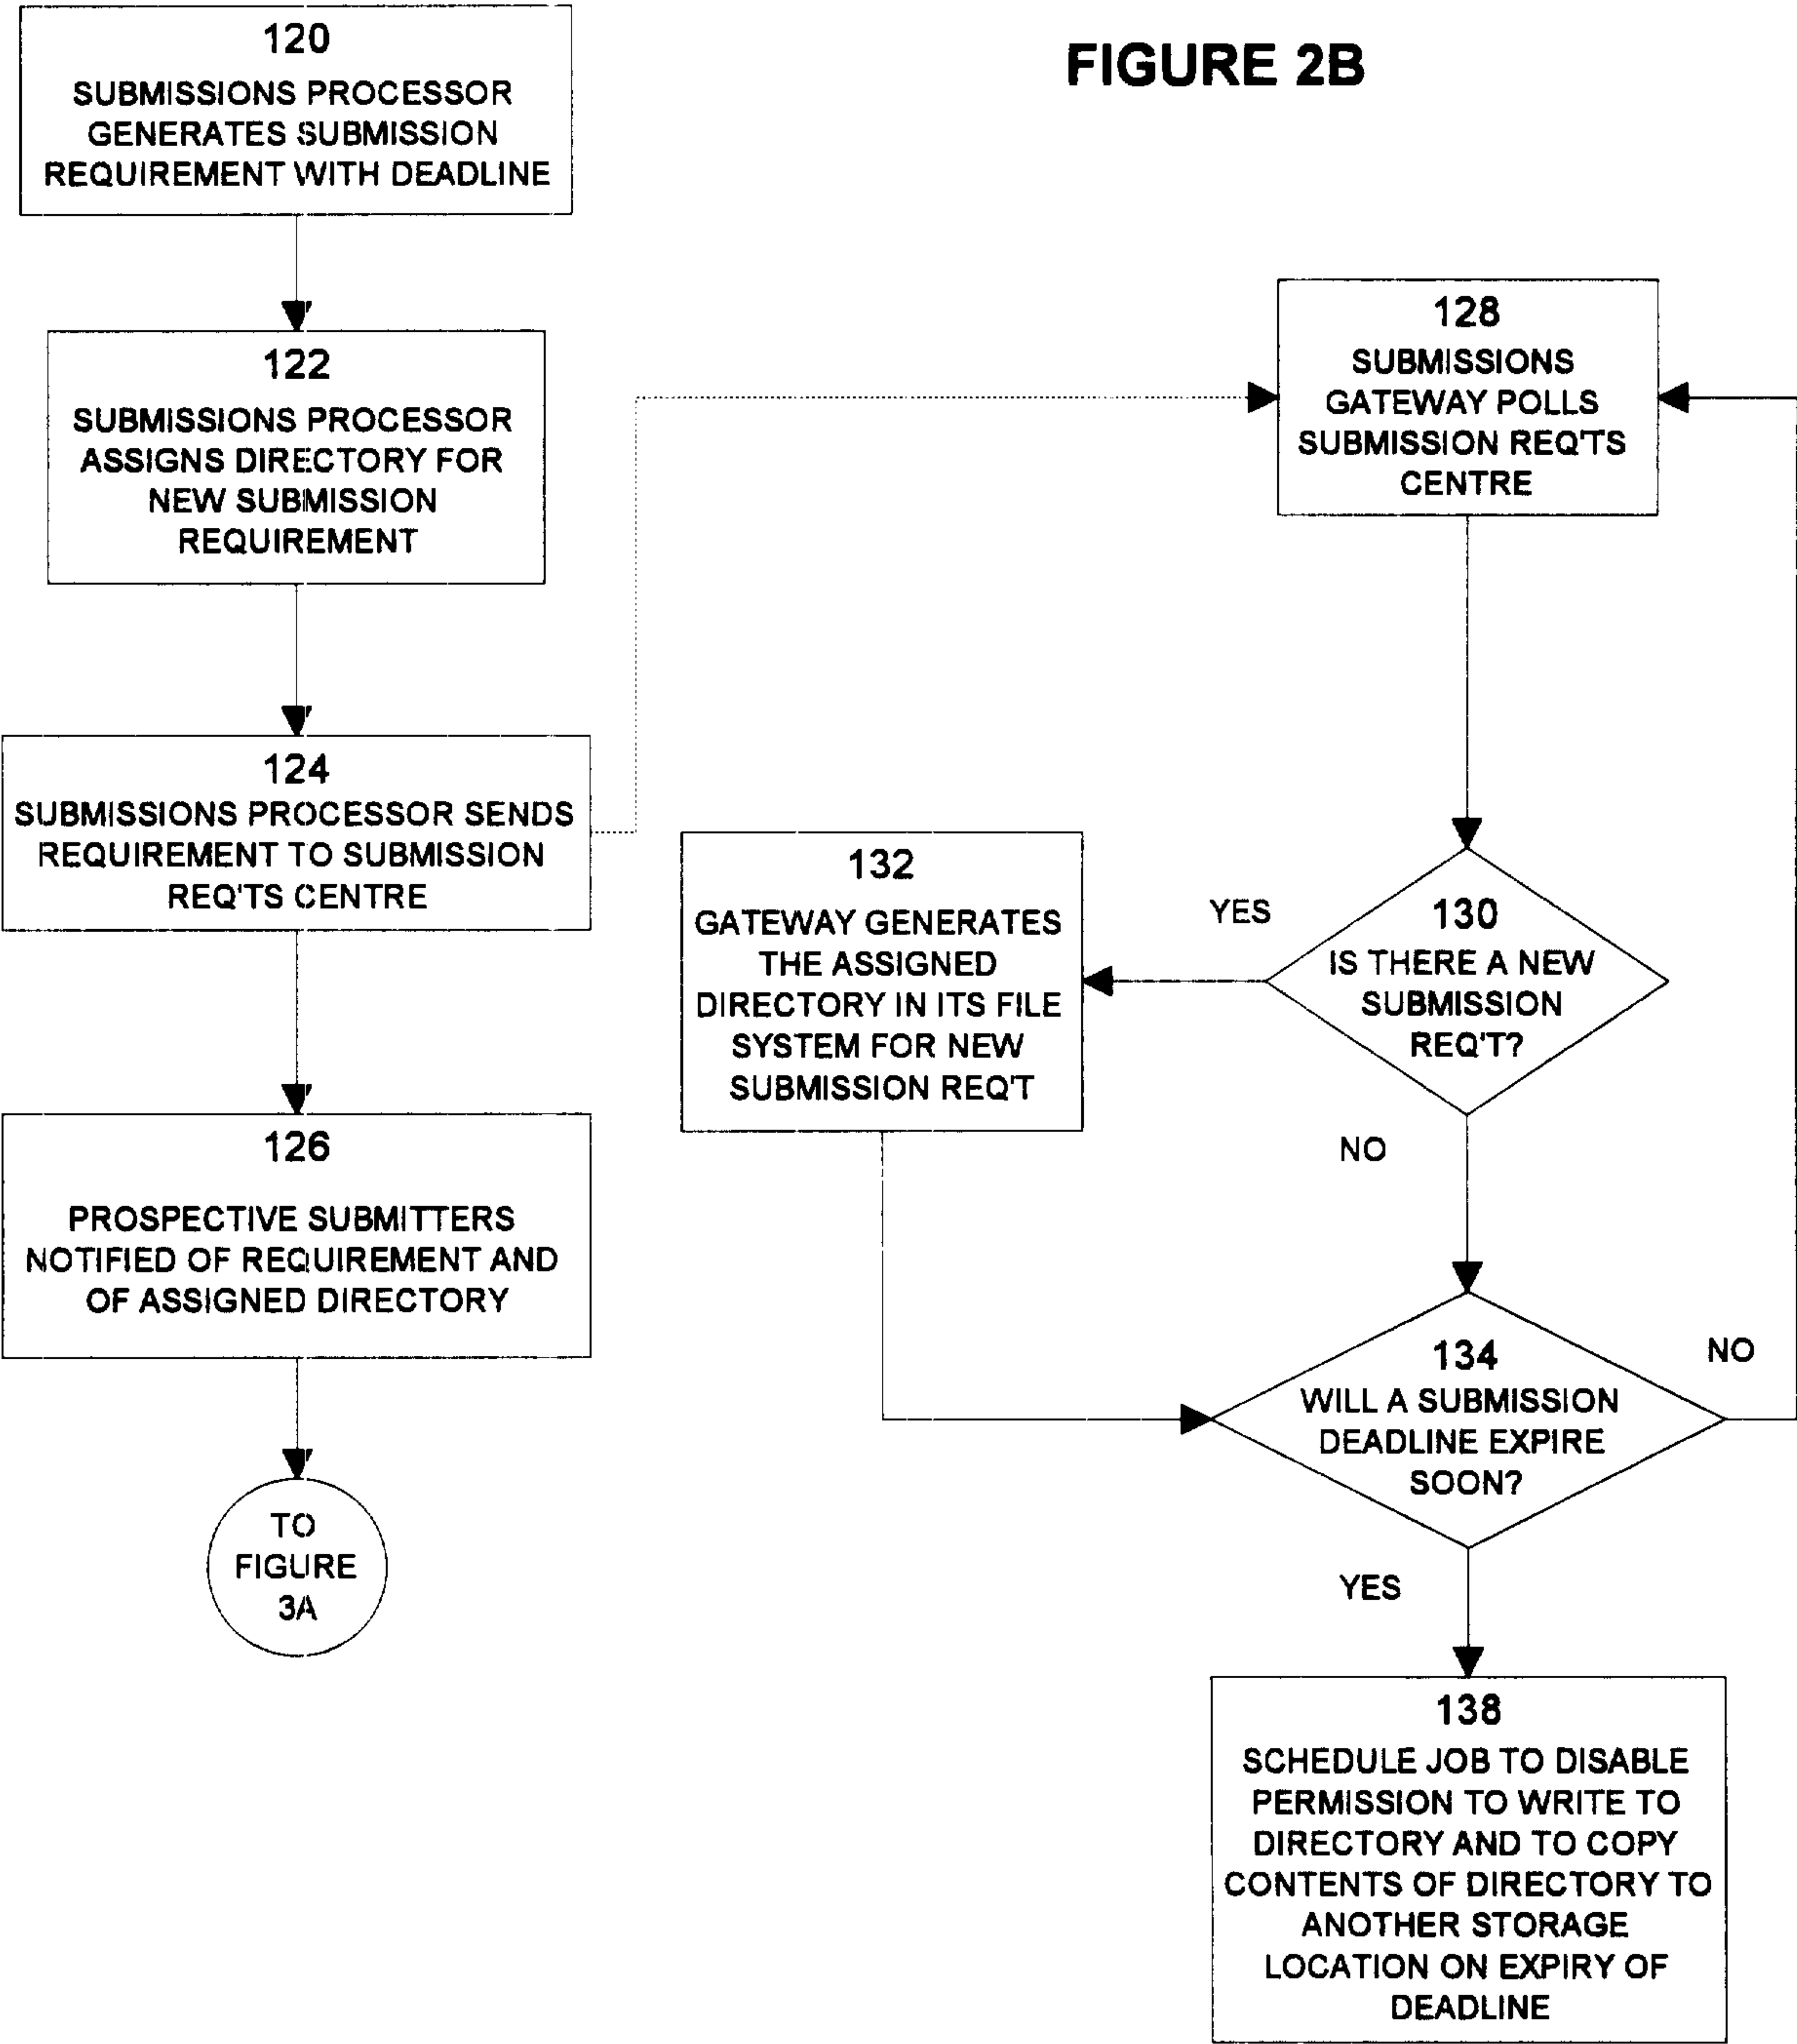 FIGURE 2B
120
SUBMISSIONS PROCESSOR
GENERATES SUBMISSION
REQUIREMENT WITH DEADLINE
122
SUBMISSIONS PROCESSOR
ASSIGNS DIRECTORY FOR
NEW SUBMISSION
REQUIREMENT
124
SUBMISSIONS PROCESSOR SENDS
REQUIREMENT TO SUBMISSION
REQ'TS CENTRE
126
PROSPECTIVE SUBMITTERS
NOTIFIED OF REQUIREMENT AND
OF ASSIGNED DIRECTORY
TO
FIGURE
3A
128
SUBMISSIONS
GATEWAY POLLS
SUBMISSION REQ'TS
CENTRE
130
IS THERE A NEW
SUBMISSION
REQ'T?
YES
NO
132
GATEWAY GENERATES
THE ASSIGNED
DIRECTORY IN ITS FILE
SYSTEM FOR NEW
SUBMISSION REQ'T
134
WILL A SUBMISSION
DEADLINE EXPIRE
SOON?
NO
YES
138
SCHEDULE JOB TO DISABLE
PERMISSION TO WRITE TO
DIRECTORY AND TO COPY
CONTENTS OF DIRECTORY TO
ANOTHER STORAGE
LOCATION ON EXPIRY OF
DEADLINE